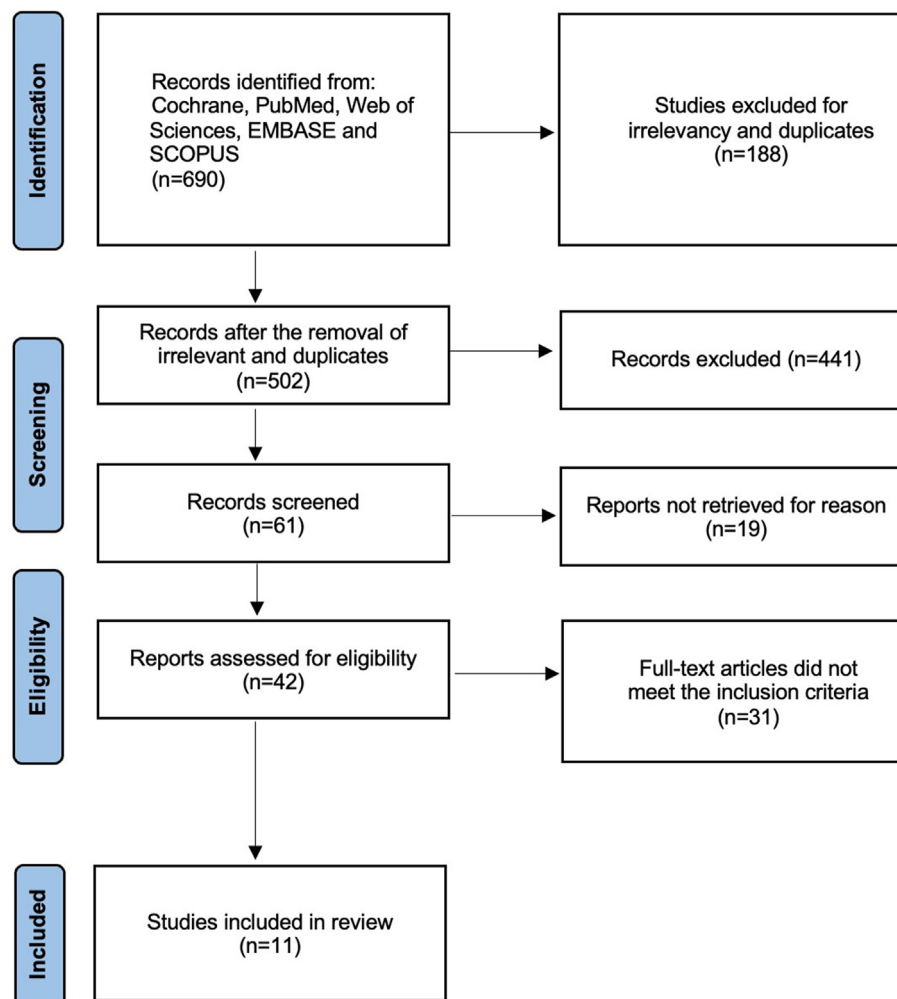 Identification
Records identified from:
Cochrane, PubMed, Web of
Sciences, EMBASE and
SCOPUS
(n=690)
Studies excluded for
irrelevancy and duplicates
(n=188)
Screening
Records after the removal of
irrelevant and duplicates
(n=502)
Records excluded (n=441)
Records screened
(n=61)
Reports not retrieved for reason
(n=19)
Eligibility
Reports assessed for eligibility
(n=42)
Full-text articles did not
meet the inclusion criteria
(n=31)
Included
Studies included in review
(n=11)